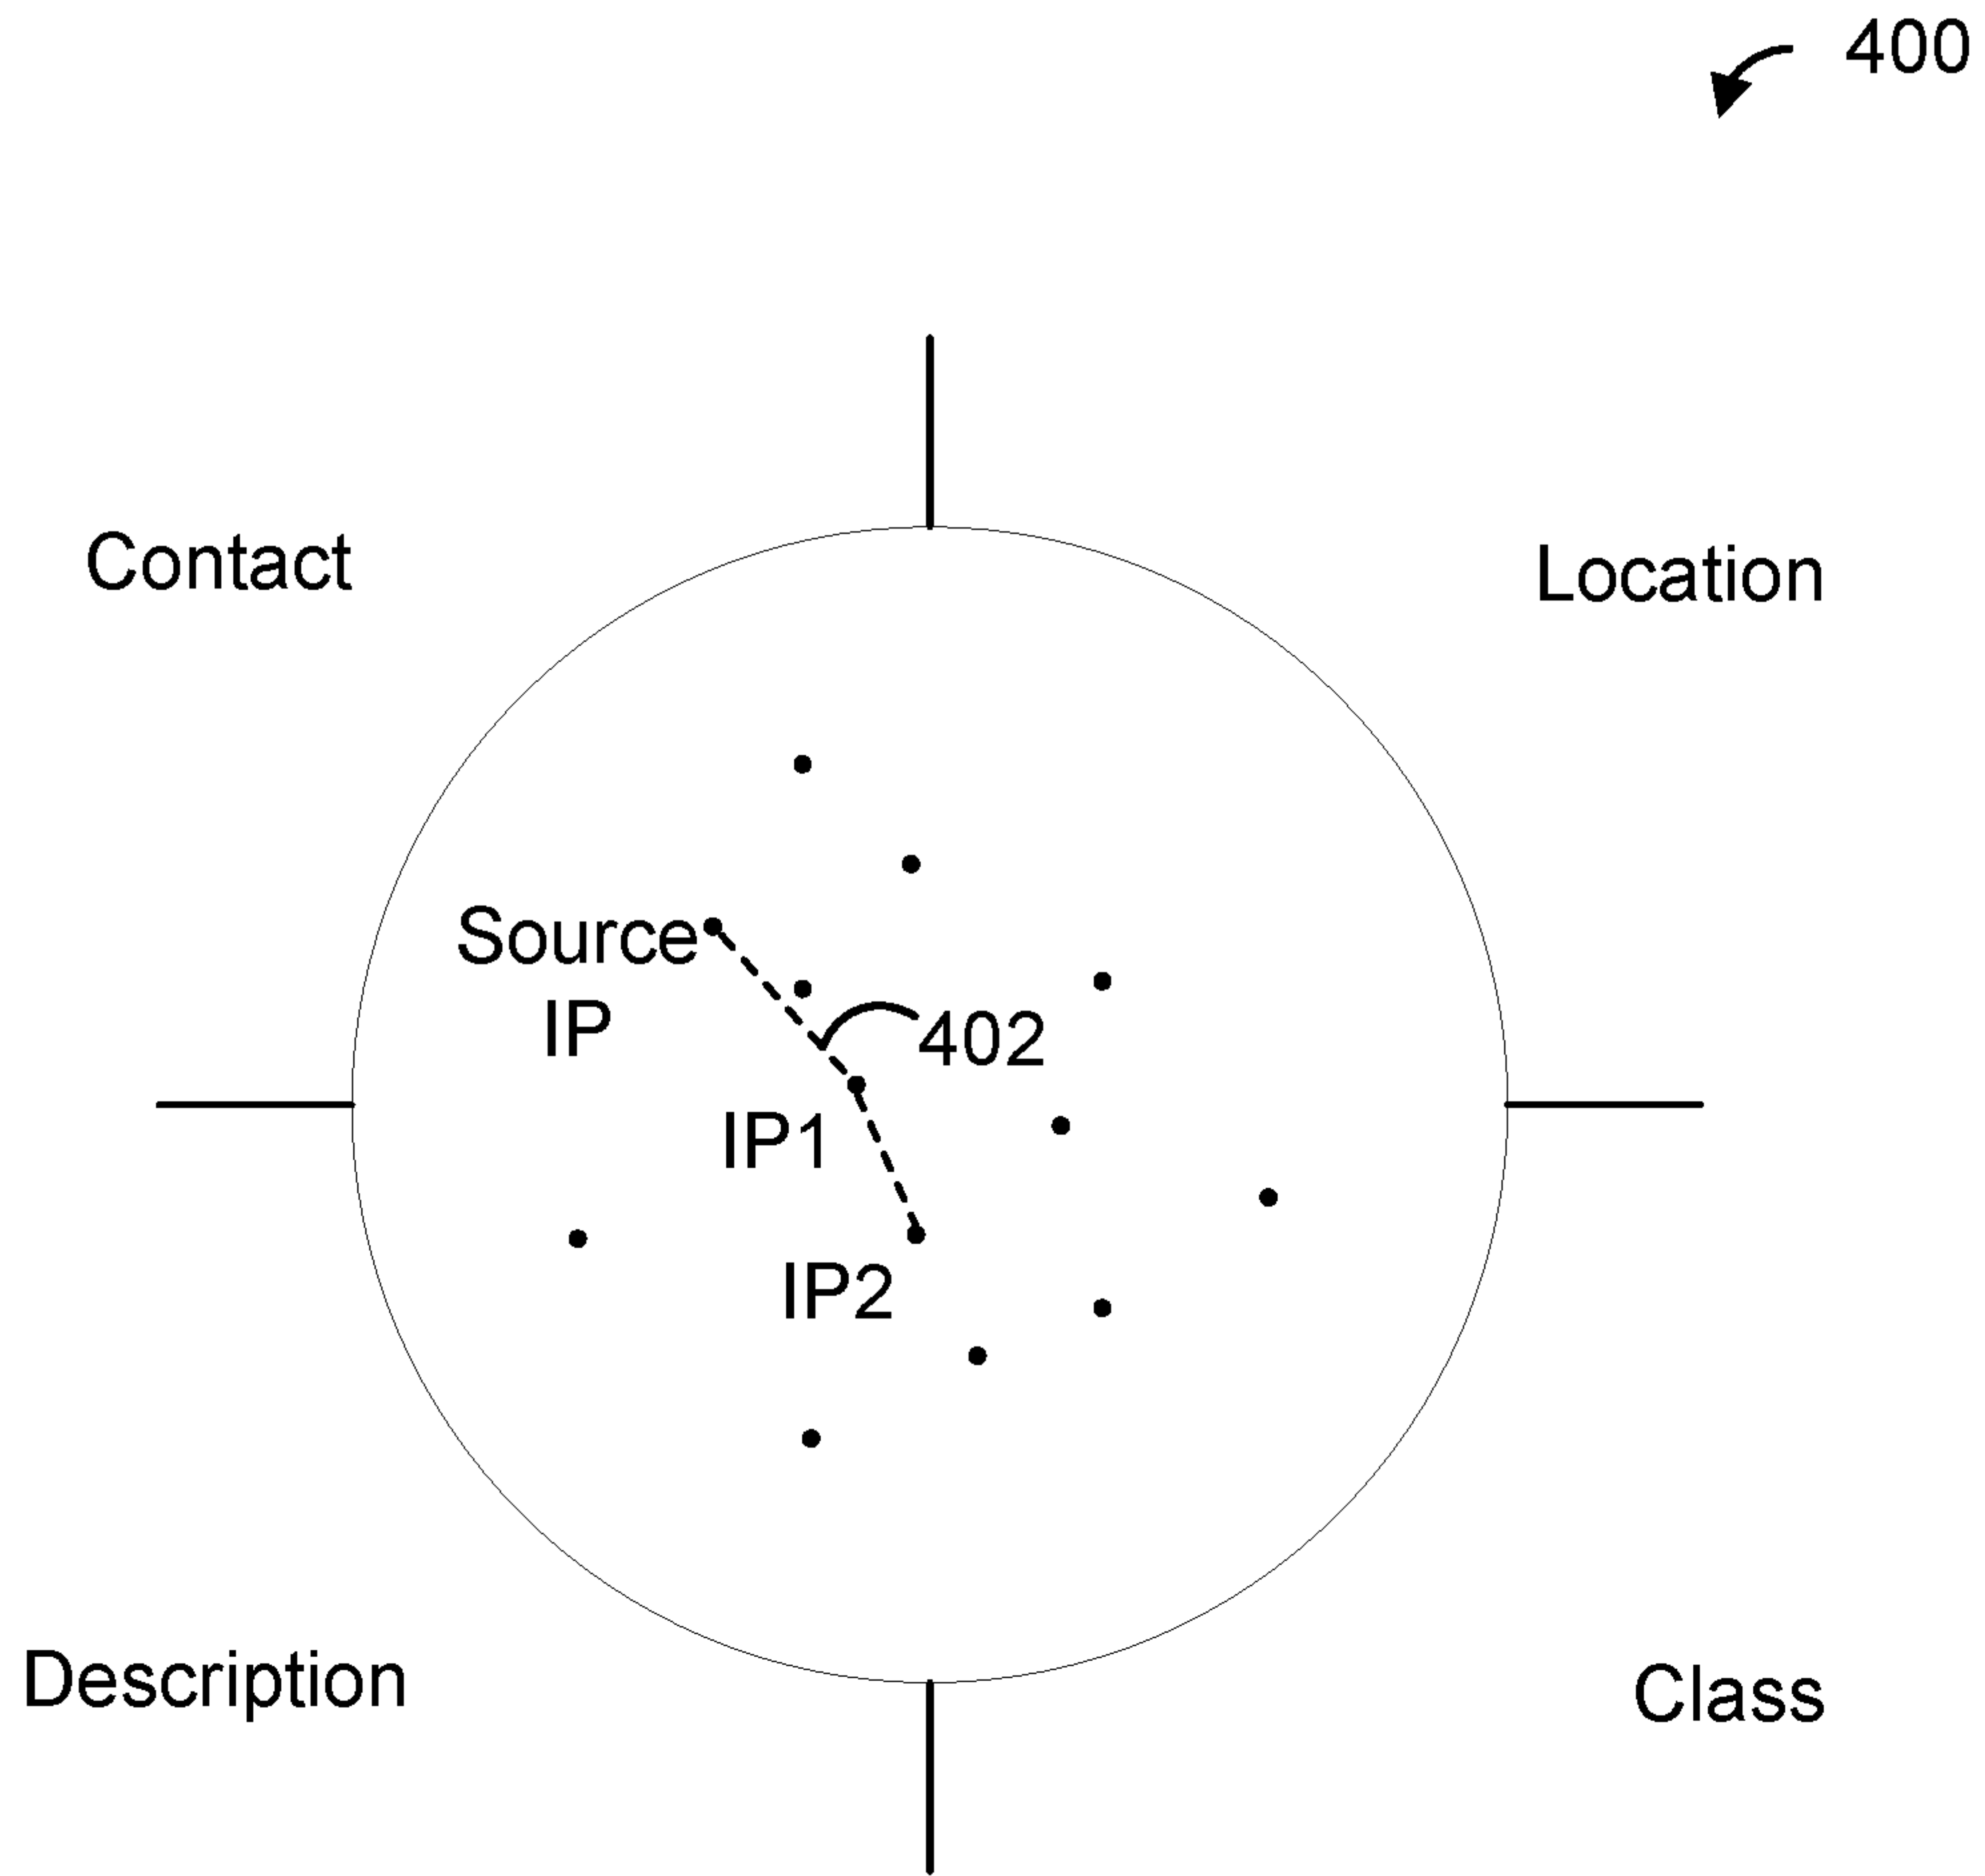 400
Contact
Location
Source
IP
402
IP1
IP2
Description
Class